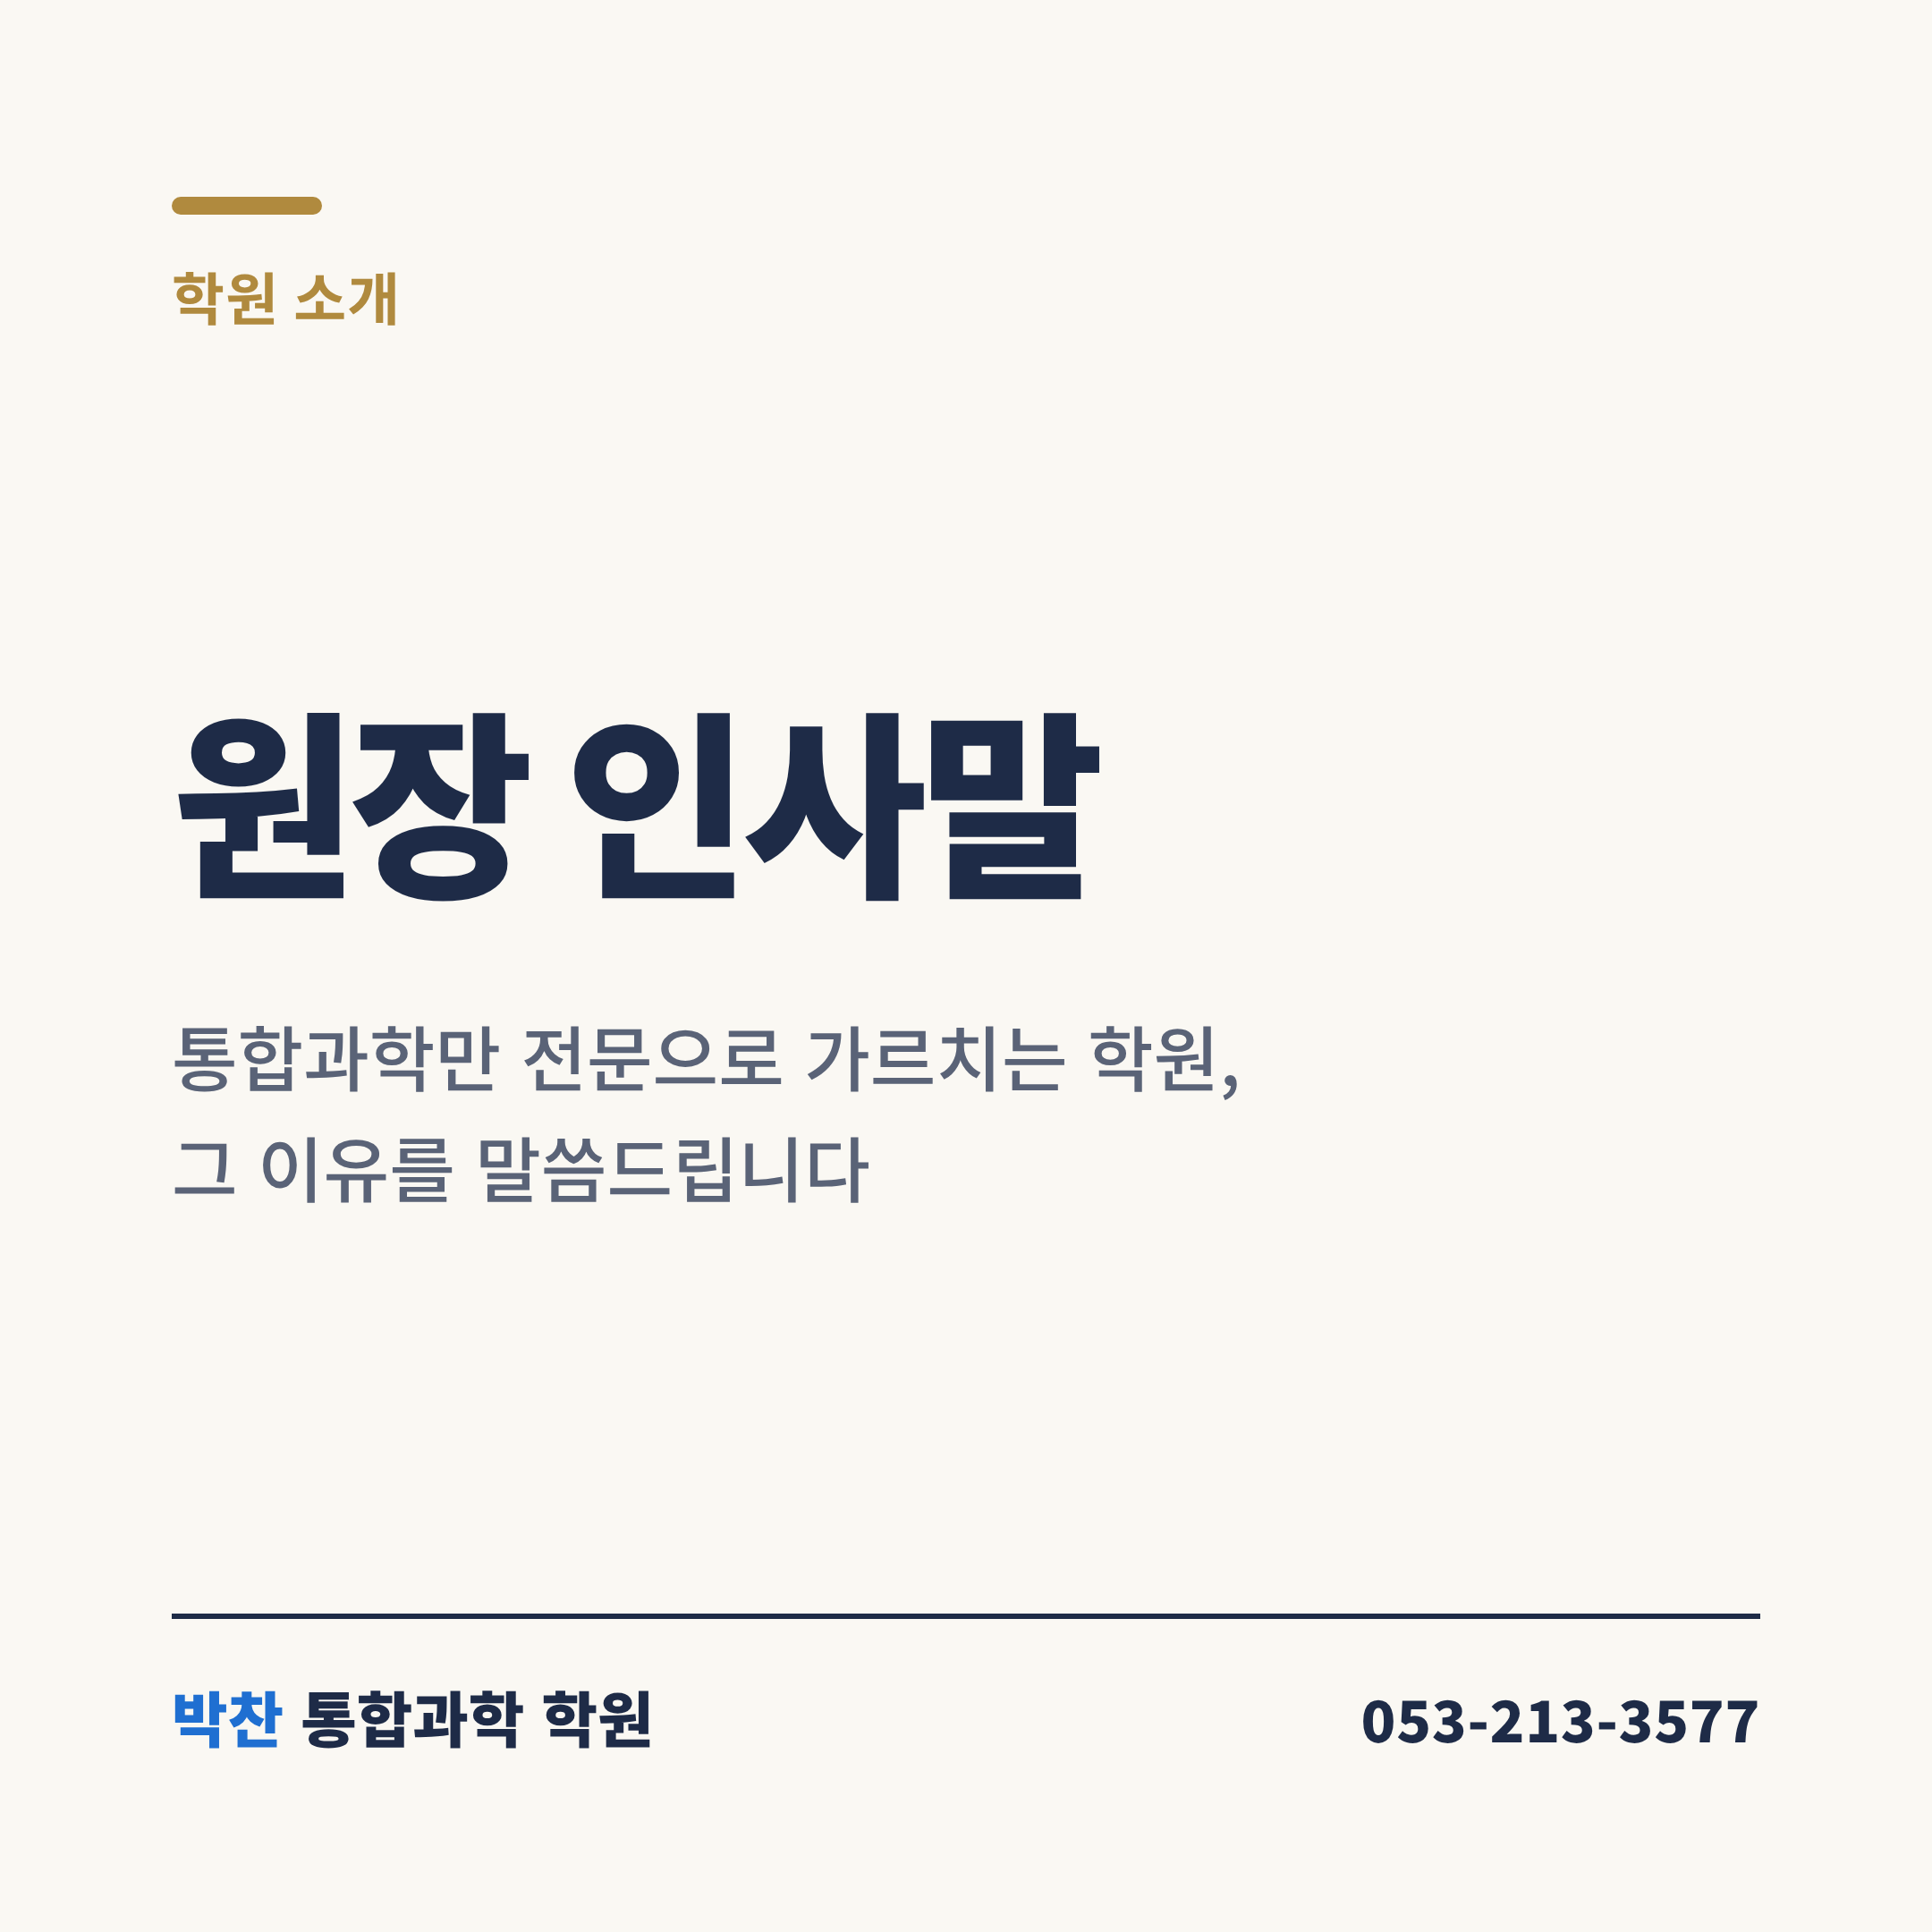 학원 소개
원장 인사말
통합과학만 전문으로 가르치는 학원,
그 이유를 말씀드립니다
박찬 통합과학 학원
053-213-3577